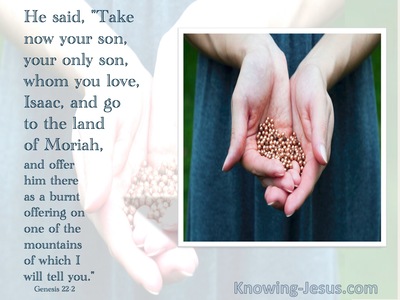 He said, "Take
now your son,
your only son,
whom you love,
Isaac, and go
to the land
of Moriah,
and offer
him there
as a burnt
offering on
one of the
mountains
of which I
will tell you."
Genesis 22:2
Knowing-Jesus.com